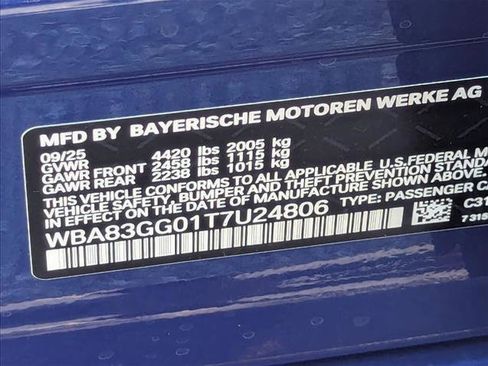 MFD BY BAYERISCHE MOTOREN WERKE AG
09/25 4420 lbs 2005 kg
GVWR
GAWR FRONT 2458 lbs 1115 kg
GAWR REAR 2238 lbs 1015 kg
THIS VEHICLE CONFORMS TO ALL APPLICABLE U.S. FEDERAL
SAFETY, BUMPER, AND THEFT PREVENTION
IN EFFECT ON THE DATE OF MANUFACTURE SHOWN
WBA83GG01T7U24806 TYPE: PASSENGER CA
C31
7315